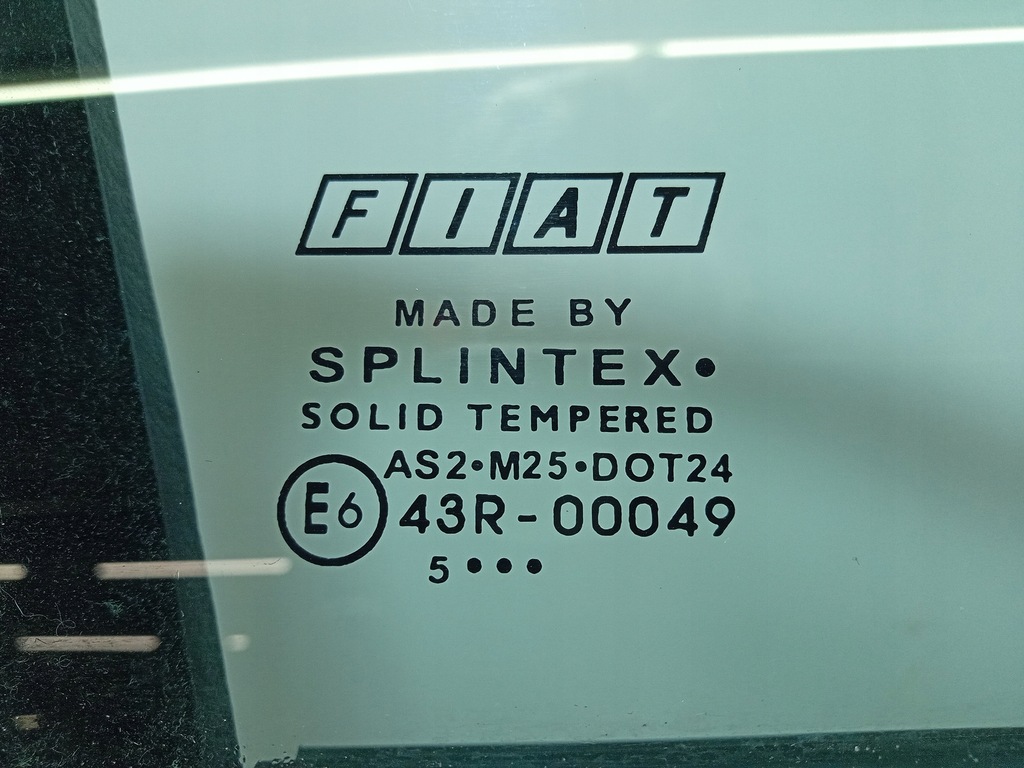 FIAT
MADE BY
SPLINTEX•
SOLID TEMPERED
AS2•M25•DOT24
E6 43R-00049
5 •••